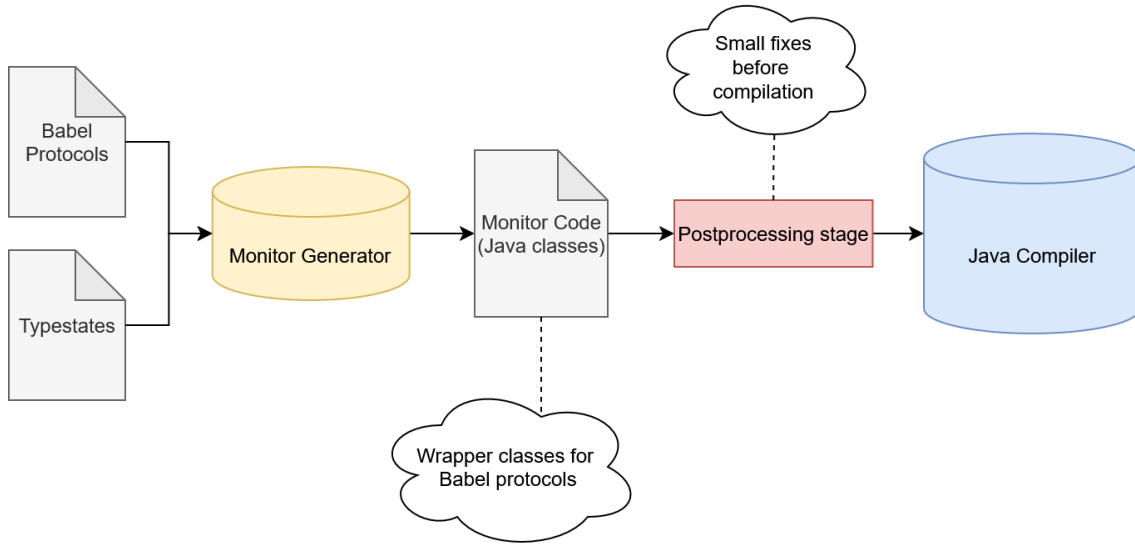 Babel
Protocols
Typestates
Monitor Generator
Monitor Code
(Java classes)
Wrapper classes for
Babel protocols
Small fixes
before
compilation
Postprocessing stage
Java Compiler